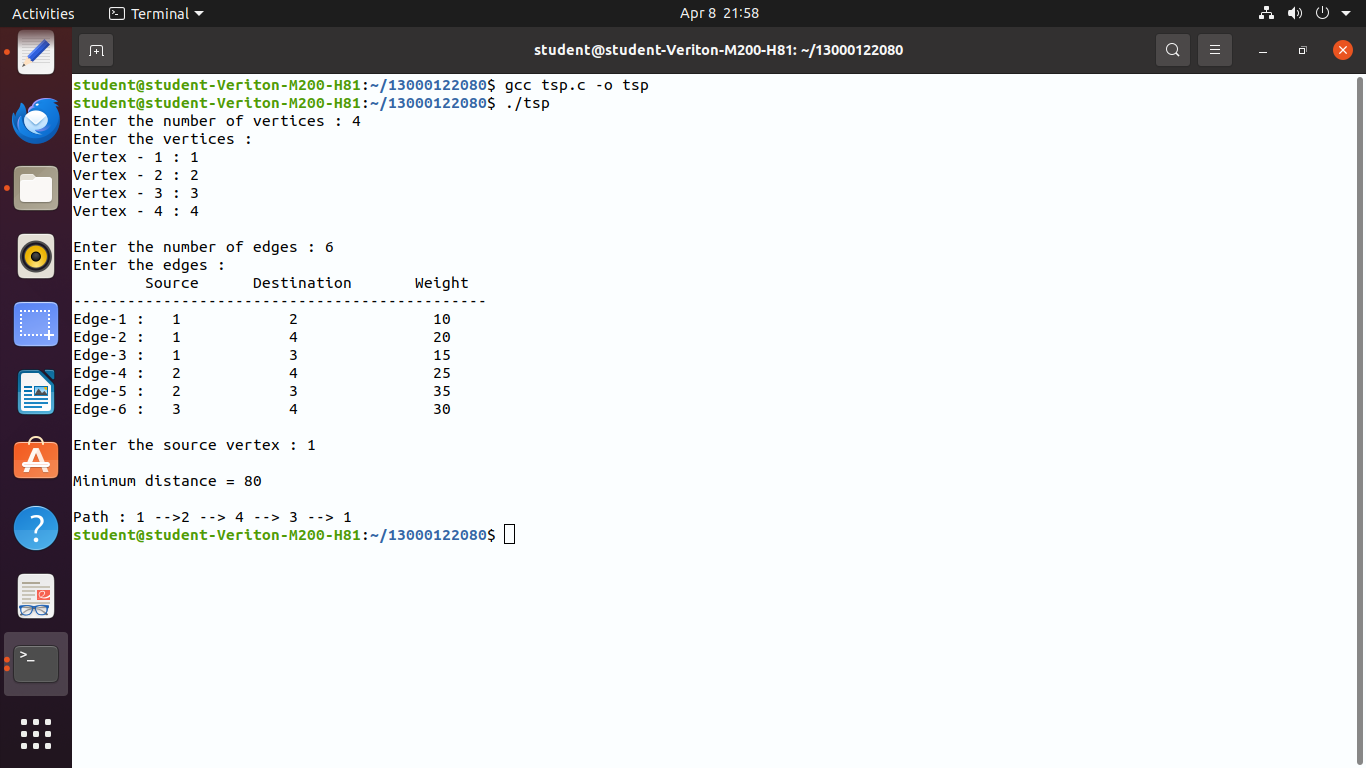 Activities Terminal Apr 8 21:58
student@student-Veriton-M200-H81: ~/13000122080
student@student-Veriton-M200-H81:~/13000122080$ gcc tsp.c -o tsp
student@student-Veriton-M200-H81:~/13000122080$ ./tsp
Enter the number of vertices : 4
Enter the vertices :
Vertex - 1 : 1
Vertex - 2 : 2
Vertex - 3 : 3
Vertex - 4 : 4
Enter the number of edges : 6
Enter the edges :
Source Destination Weight
----------------------------------------------
Edge-1 : 1 2 10
Edge-2 : 1 4 20
Edge-3 : 1 3 15
Edge-4 : 2 4 25
Edge-5 : 2 3 35
Edge-6 : 3 4 30
Enter the source vertex : 1
Minimum distance = 80
Path : 1 -->2 --> 4 --> 3 --> 1
student@student-Veriton-M200-H81:~/13000122080$